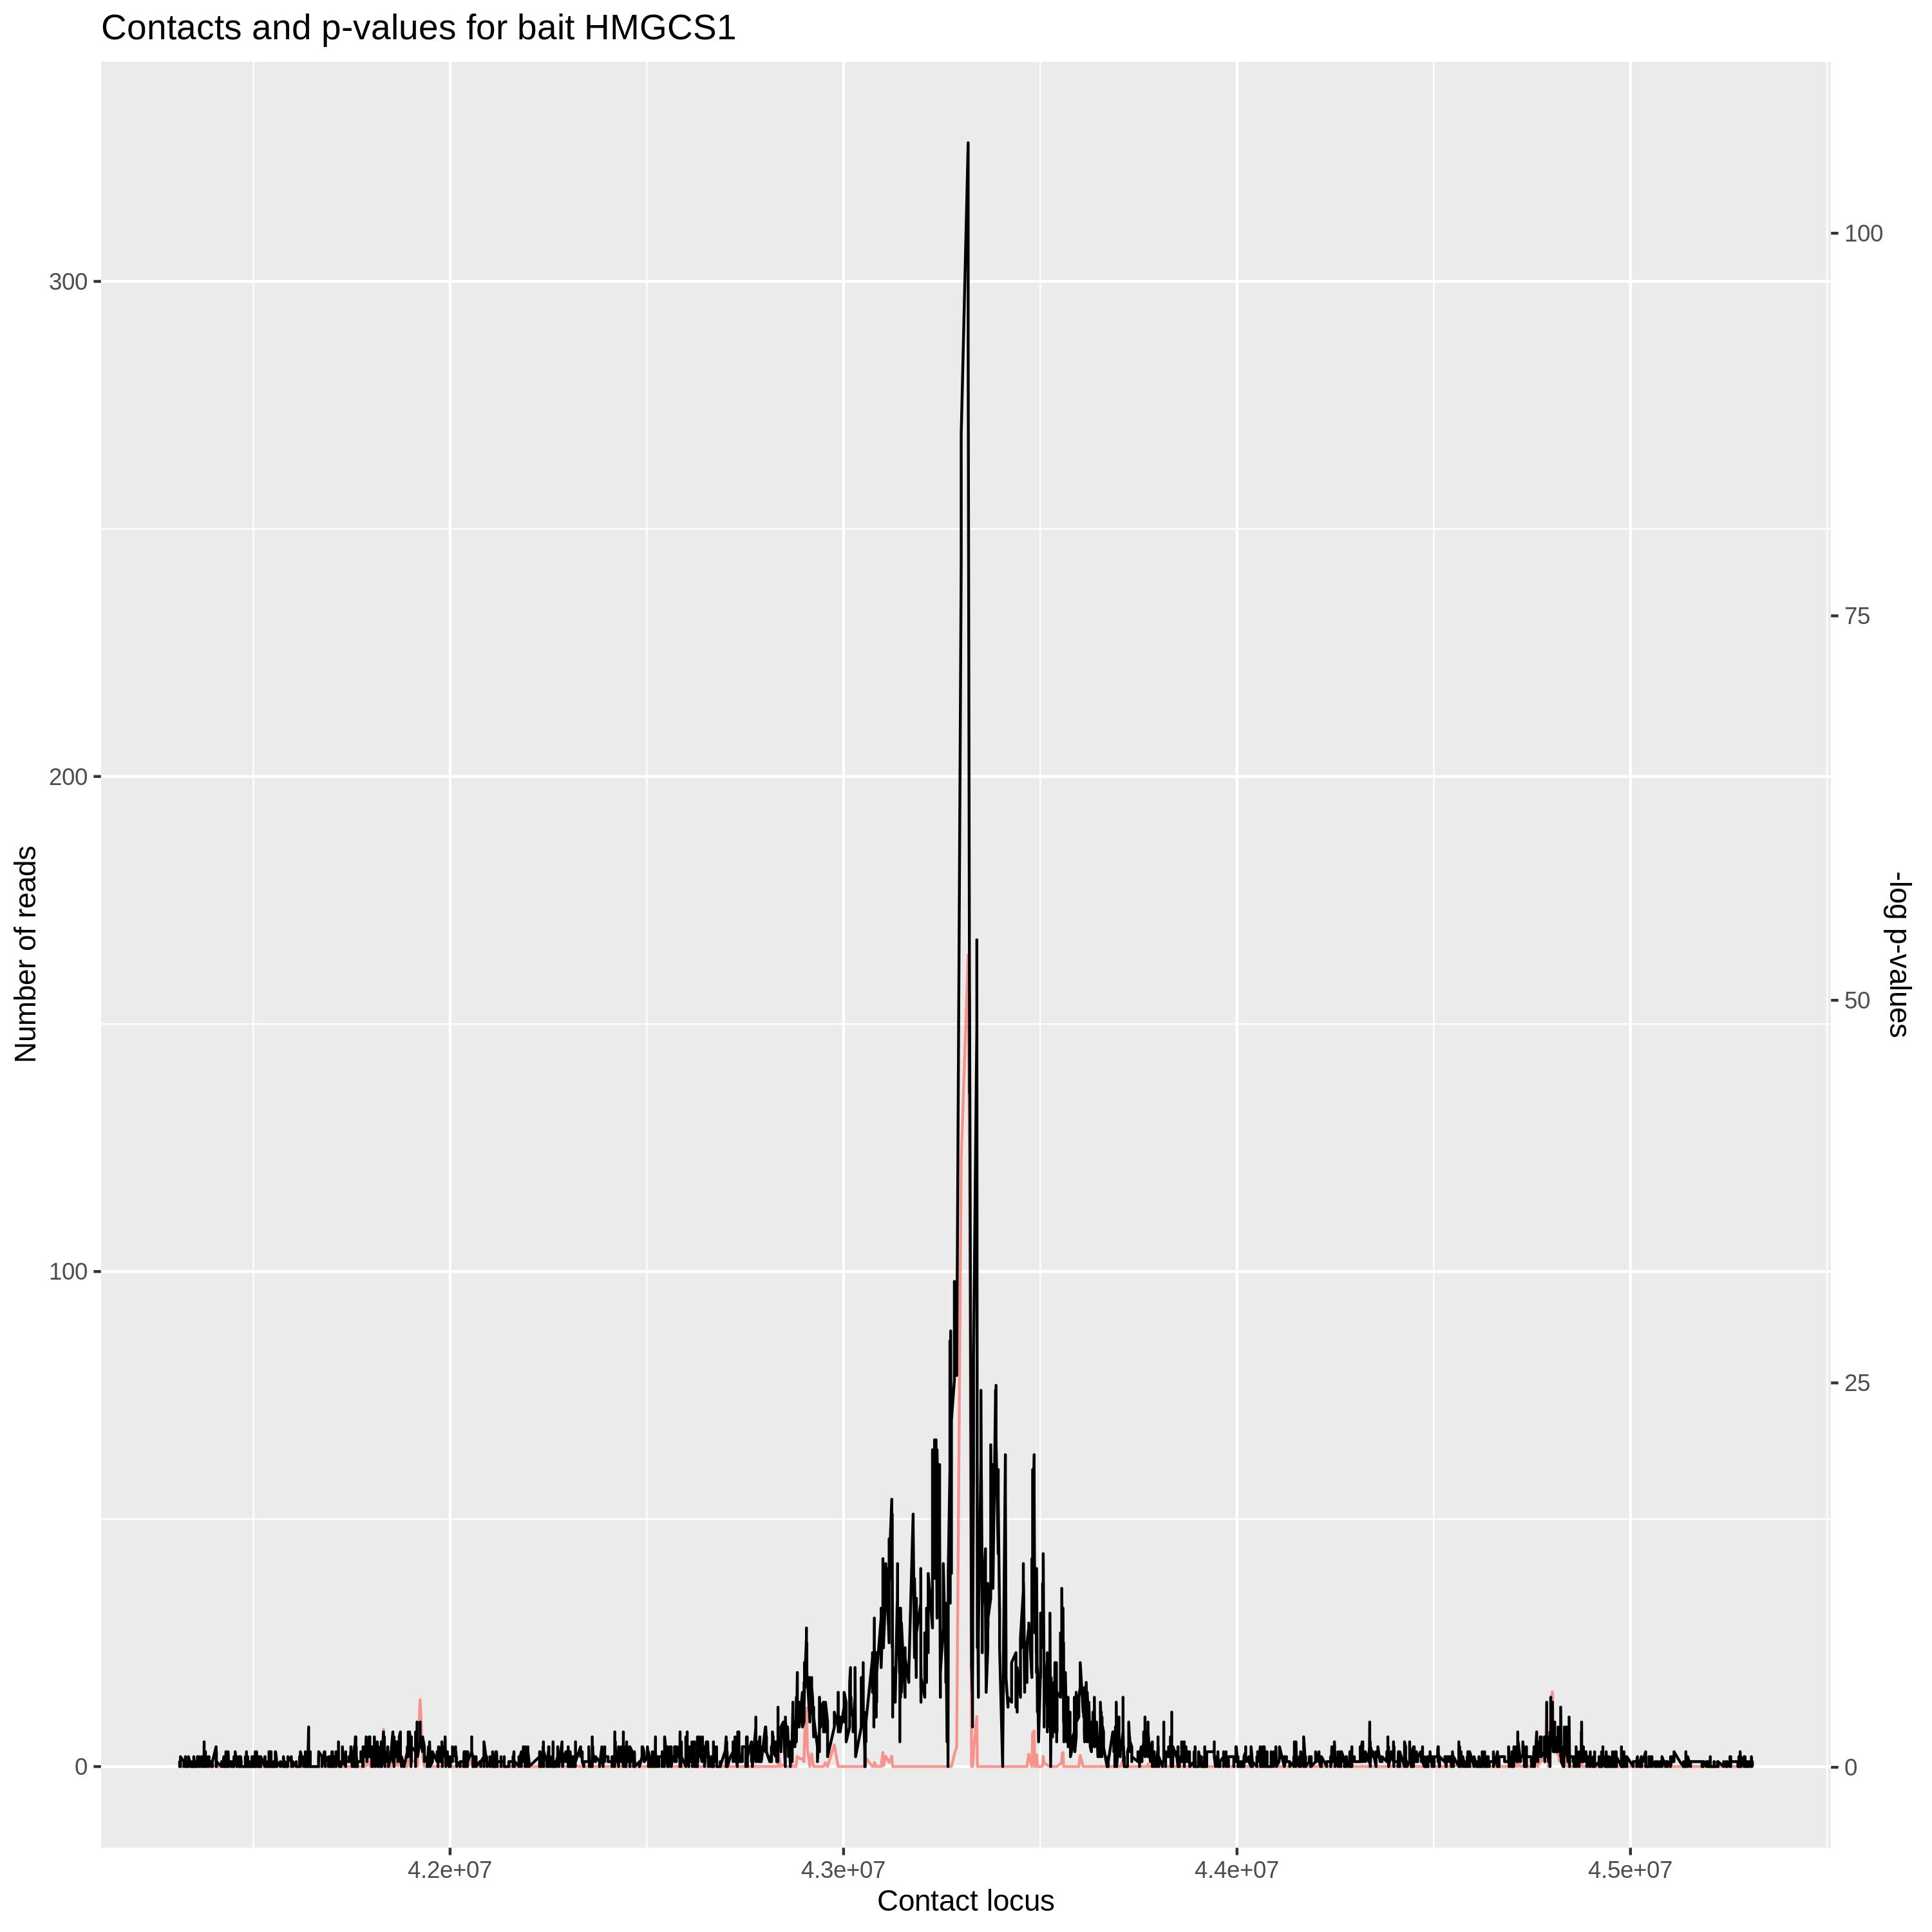 Contacts and p-values for bait HMGCS1
Number of reads
300
200
100
0
100
75
50
25
0
-log p-values
4.2e+07 4.3e+07 4.4e+07 4.5e+07
Contact locus